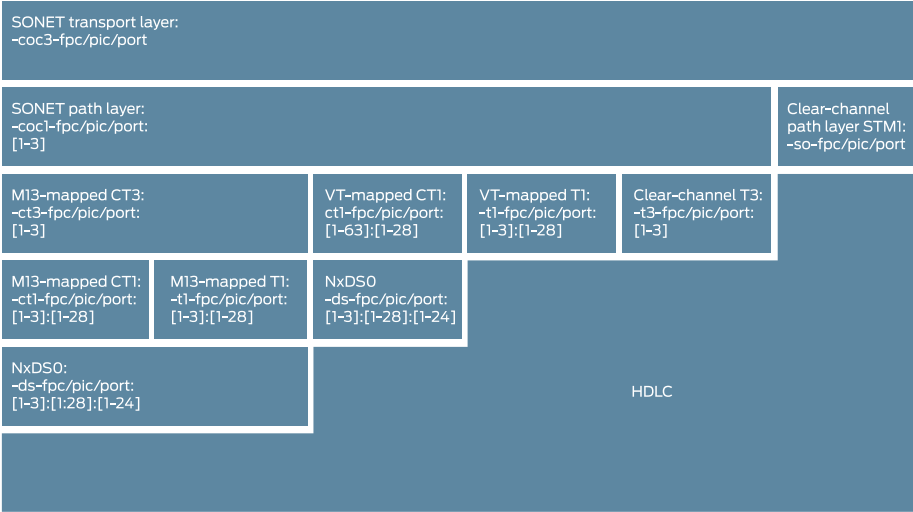 SONET transport layer:
-coc3-fpc/pic/port
SONET path layer:
-coc1-fpc/pic/port:
[1-3]
Clear-channel
path layer STM1:
-so-fpc/pic/port
M13-mapped CT3:
-ct3-fpc/pic/port:
[1-3]
VT-mapped CT1:
ct1-fpc/pic/port:
[1-63]:[1-28]
VT-mapped T1:
-t1-fpc/pic/port:
[1-3]:[1-28]
Clear-channel T3:
-t3-fpc/pic/port:
[1-3]
M13-mapped CT1:
-ct1-fpc/pic/port:
[1-3]:[1-28]
M13-mapped T1:
-t1-fpc/pic/port:
[1-3]:[1-28]
NxDS0
-ds-fpc/pic/port:
[1-3]:[1-28]:[1-24]
NxDS0:
-ds-fpc/pic/port:
[1-3]:[1:28]:[1-24]
HDLC